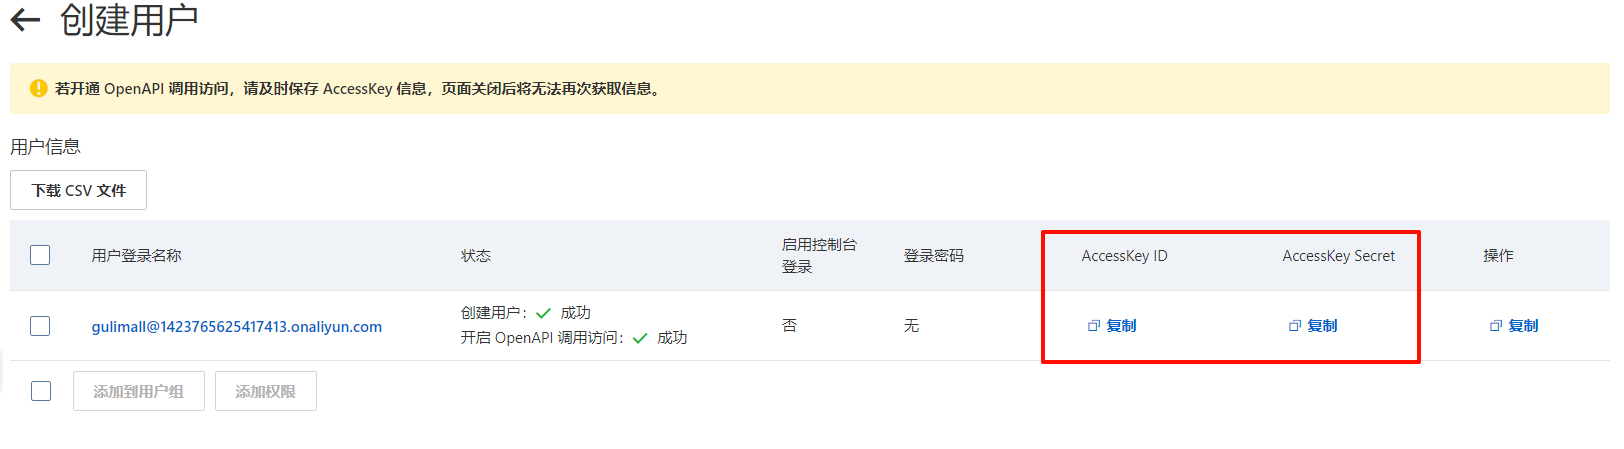 创建用户
若开通 OpenAPI 调用访问，请及时保存 AccessKey 信息，页面关闭后将无法再次获取信息。
用户信息
下载 CSV 文件
用户登录名称 状态 启用控制台登录 登录密码 AccessKey ID AccessKey Secret 操作
gulimall@1423765625417413.onaliyun.com 创建用户： 成功 否 无 复制 复制 复制
开启 OpenAPI 调用访问： 成功
添加到用户组 添加权限